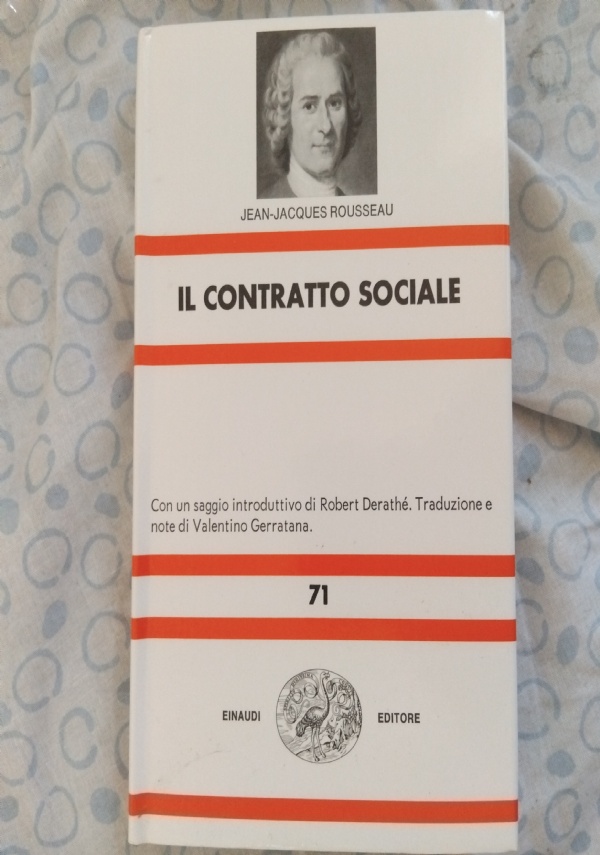 JEAN-JACQUES ROUSSEAU
IL CONTRATTO SOCIALE
Con un saggio introduttivo di Robert Derathé. Traduzione e
note di Valentino Gerratana.
71
EINAUDI EDITORE